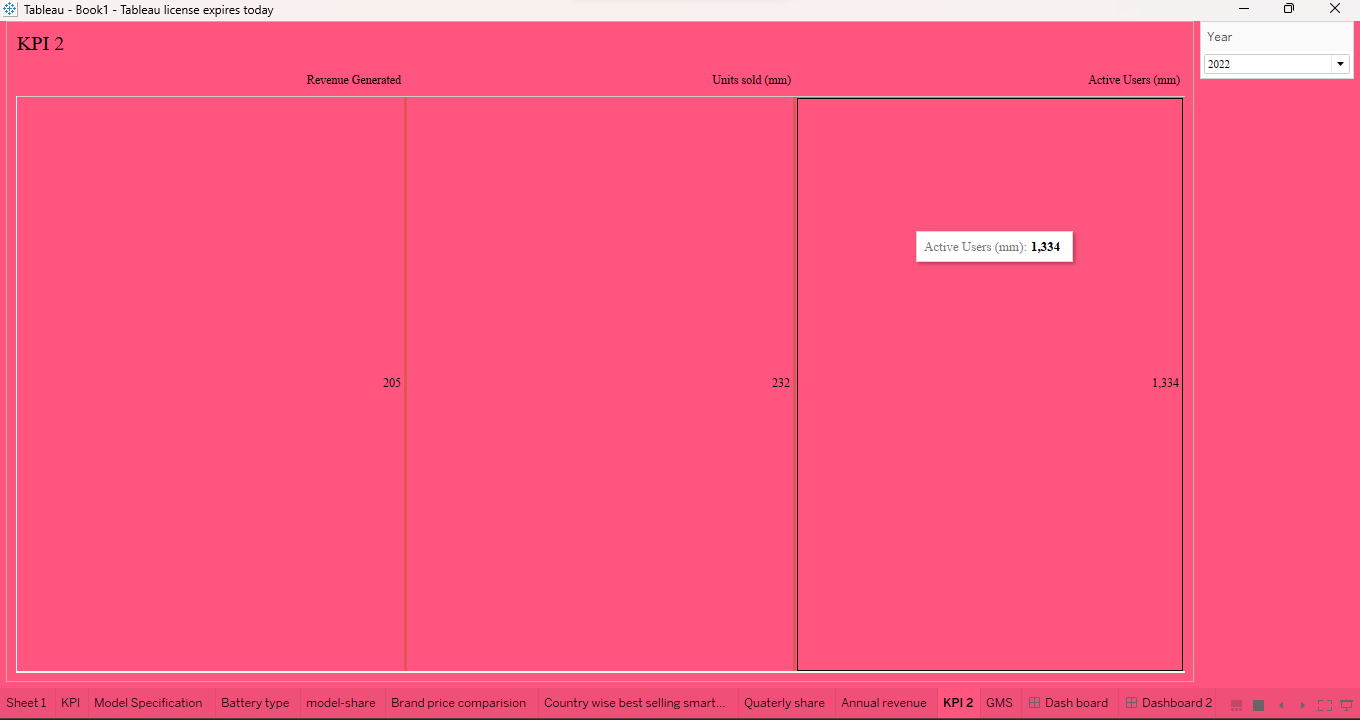 Tableau - Book1 - Tableau license expires today
KPI 2
Year
2022
Revenue Generated Units sold (mm) Active Users (mm)
Active Users (mm): 1,334
205 232 1,334
Sheet 1 KPI Model Specification Battery type model-share Brand price comparision Country wise best selling smart... Quaterly share Annual revenue KPI 2 GMS Dash board Dashboard 2